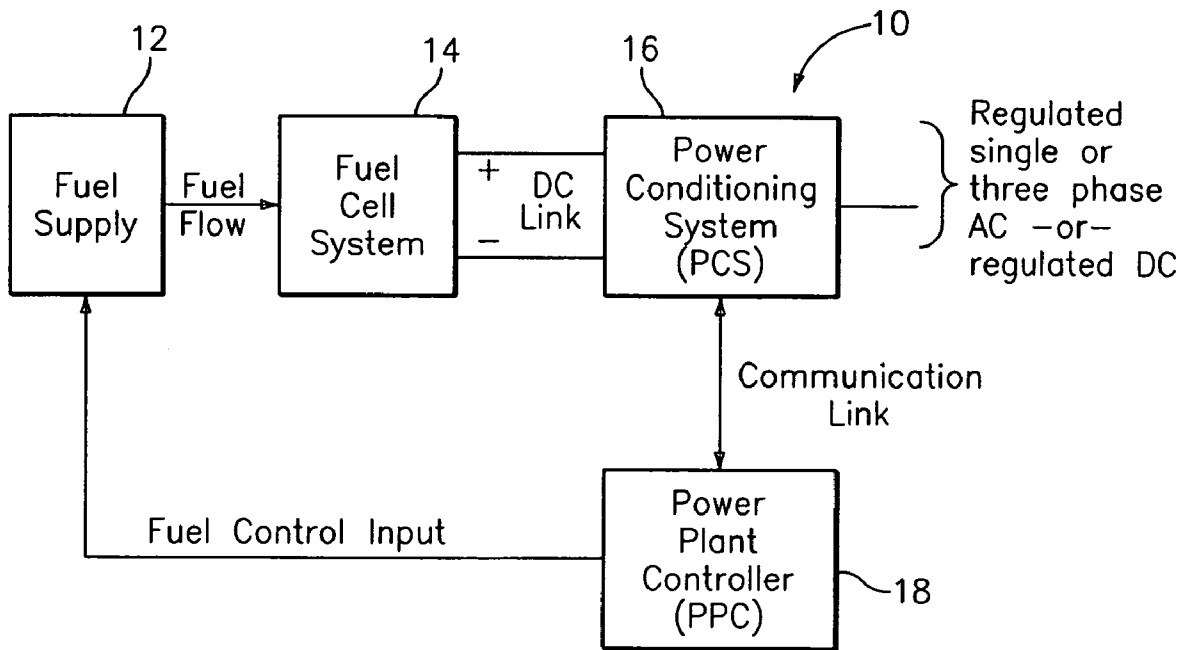 10
12
14
16
Fuel
Supply
Fuel
Flow
Fuel
Cell
System
+
DC
Link
−
Power
Conditioning
System
(PCS)
Regulated
single or
three phase
AC –or–
regulated DC
Communication
Link
Fuel Control Input
Power
Plant
Controller
(PPC)
18